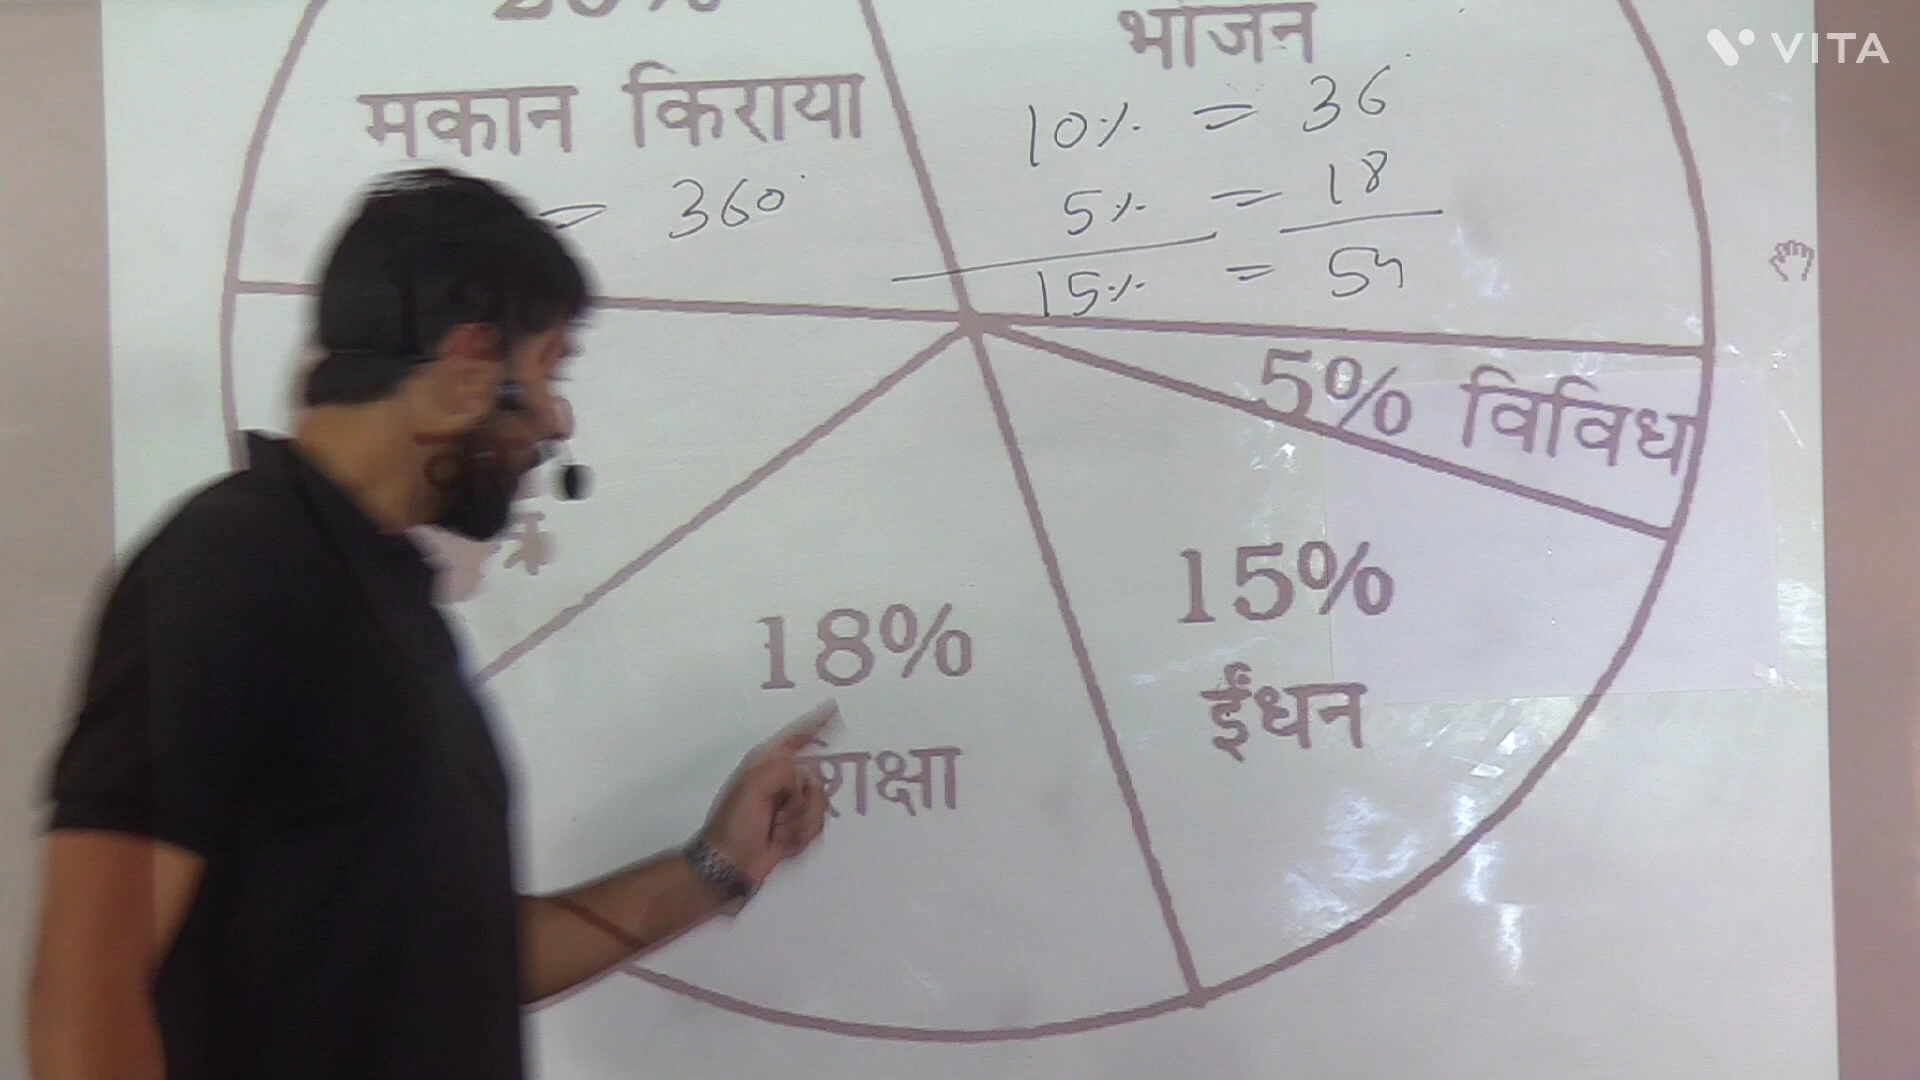 VITA
मकान किराया
= 360°
भोजन
10% = 36°
5% = 18
15% = 54
5% विविध
15%
ईंधन
18%
शिक्षा